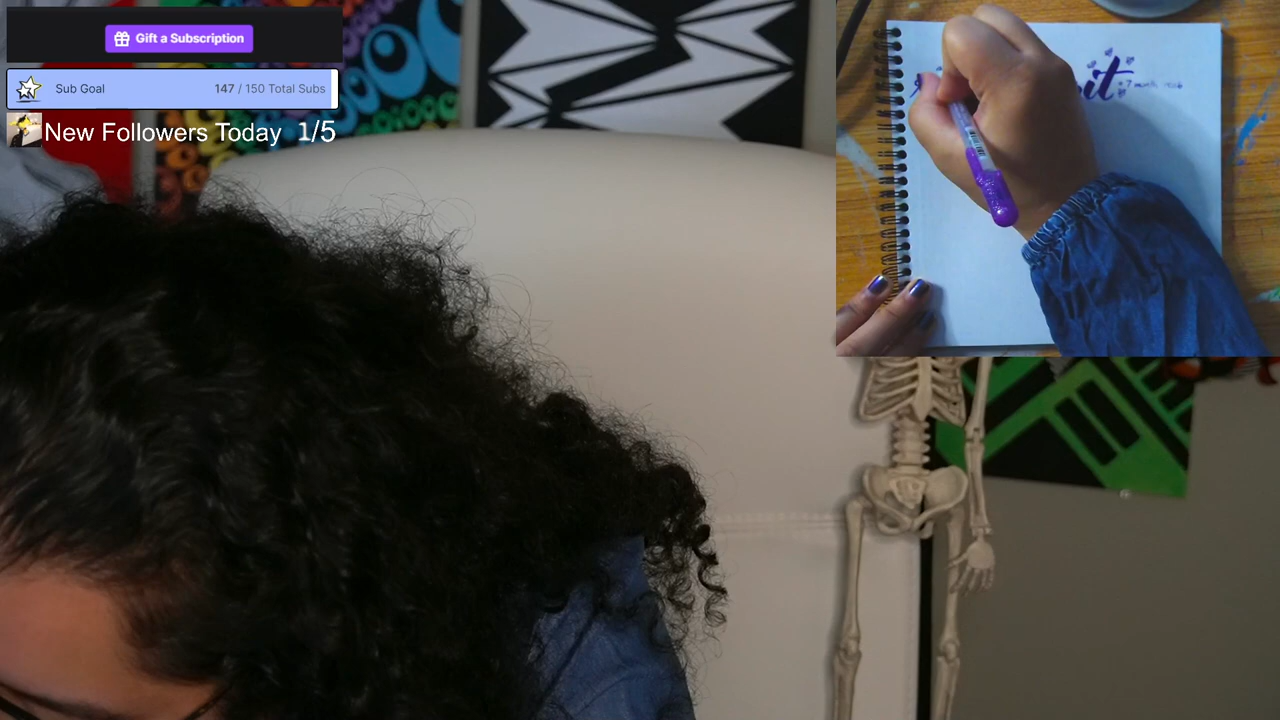 Gift a Subscription
Sub Goal 147 / 150 Total Subs
New Followers Today 1/5
it